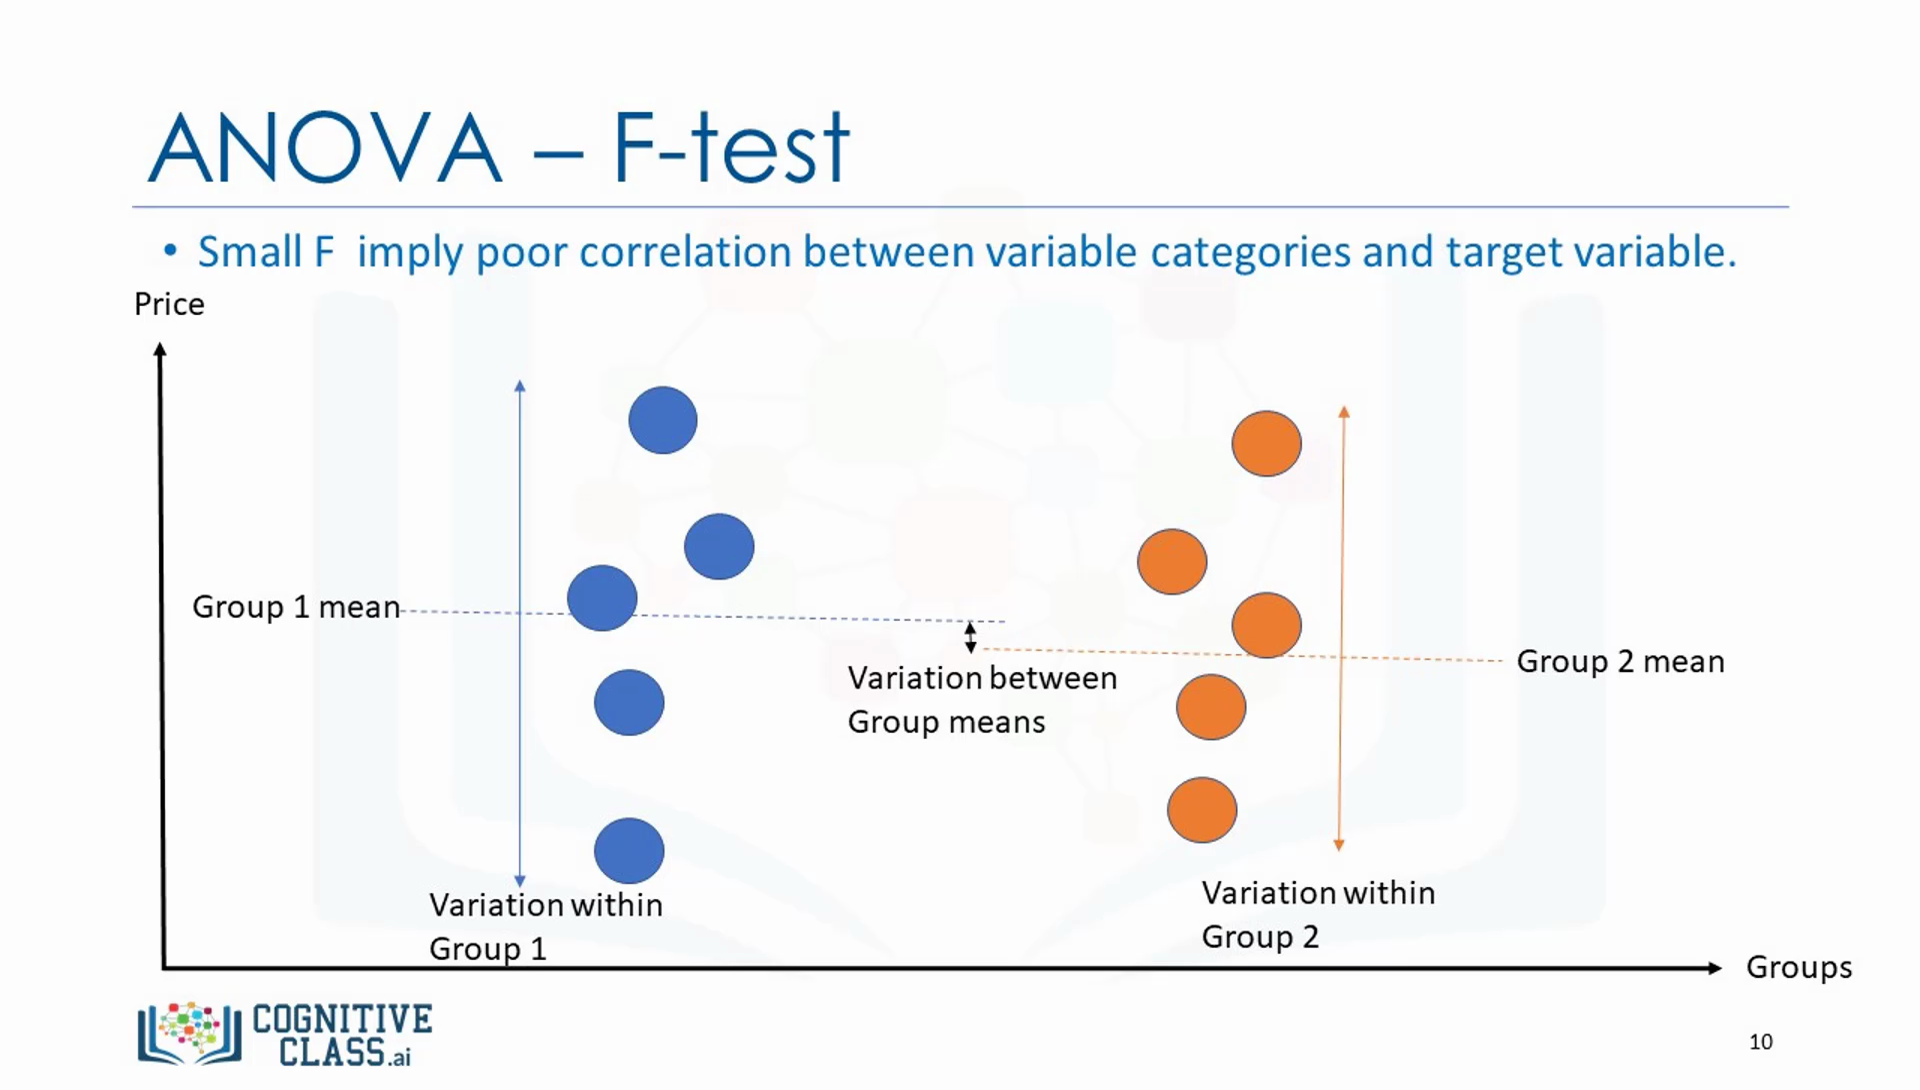 ANOVA – F-test
• Small F  imply poor correlation between variable categories and target variable.
Price
Group 1 mean
Variation between
Group means
Group 2 mean
Variation within
Group 1
Variation within
Group 2
Groups
COGNITIVE
CLASS.ai
10